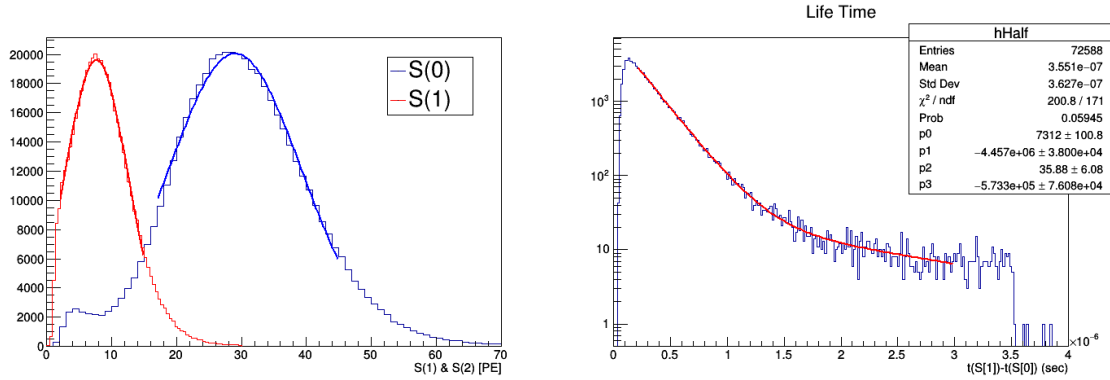 Life Time
20000
18000
16000
14000
12000
10000
8000
6000
4000
2000
0
0 10 20 30 40 50 60 70
S(1) & S(2) [PE]
S(0)
S(1)
10³
10²
10
1
0 0.5 1 1.5 2 2.5 3 3.5 4
×10⁻⁶
t(S[1])-t(S[0]) (sec)
hHalf
Entries 72588
Mean 3.551e−07
Std Dev 3.627e−07
χ² / ndf 200.8 / 171
Prob 0.05945
p0 7312 ± 100.8
p1 −4.457e+06 ± 3.800e+04
p2 35.88 ± 6.08
p3 −5.733e+05 ± 7.608e+04